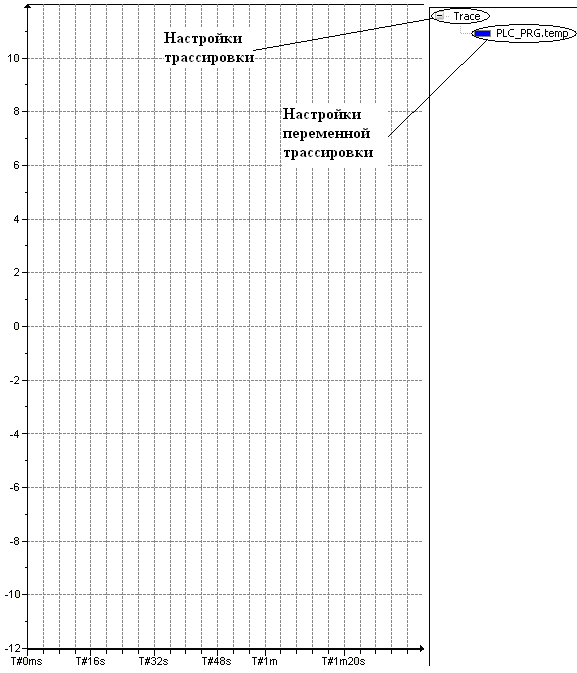 Trace
PLC_PRG.temp
Настройки
трассировки
Настройки
переменной
трассировки
10
8
6
4
2
0
-2
-4
-6
-8
-10
-12
T#0ms T#16s T#32s T#48s T#1m T#1m20s